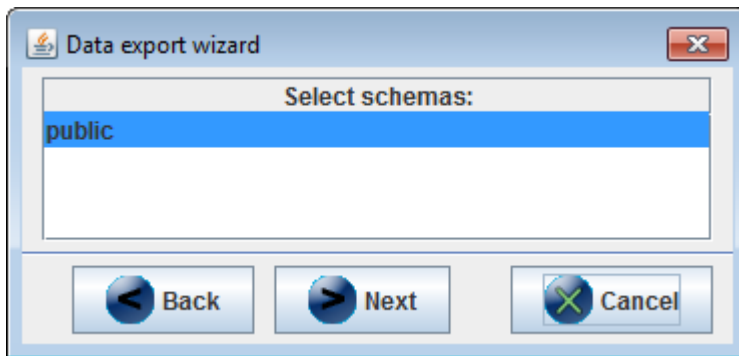 Data export wizard
Select schemas:
public
Back
Next
Cancel